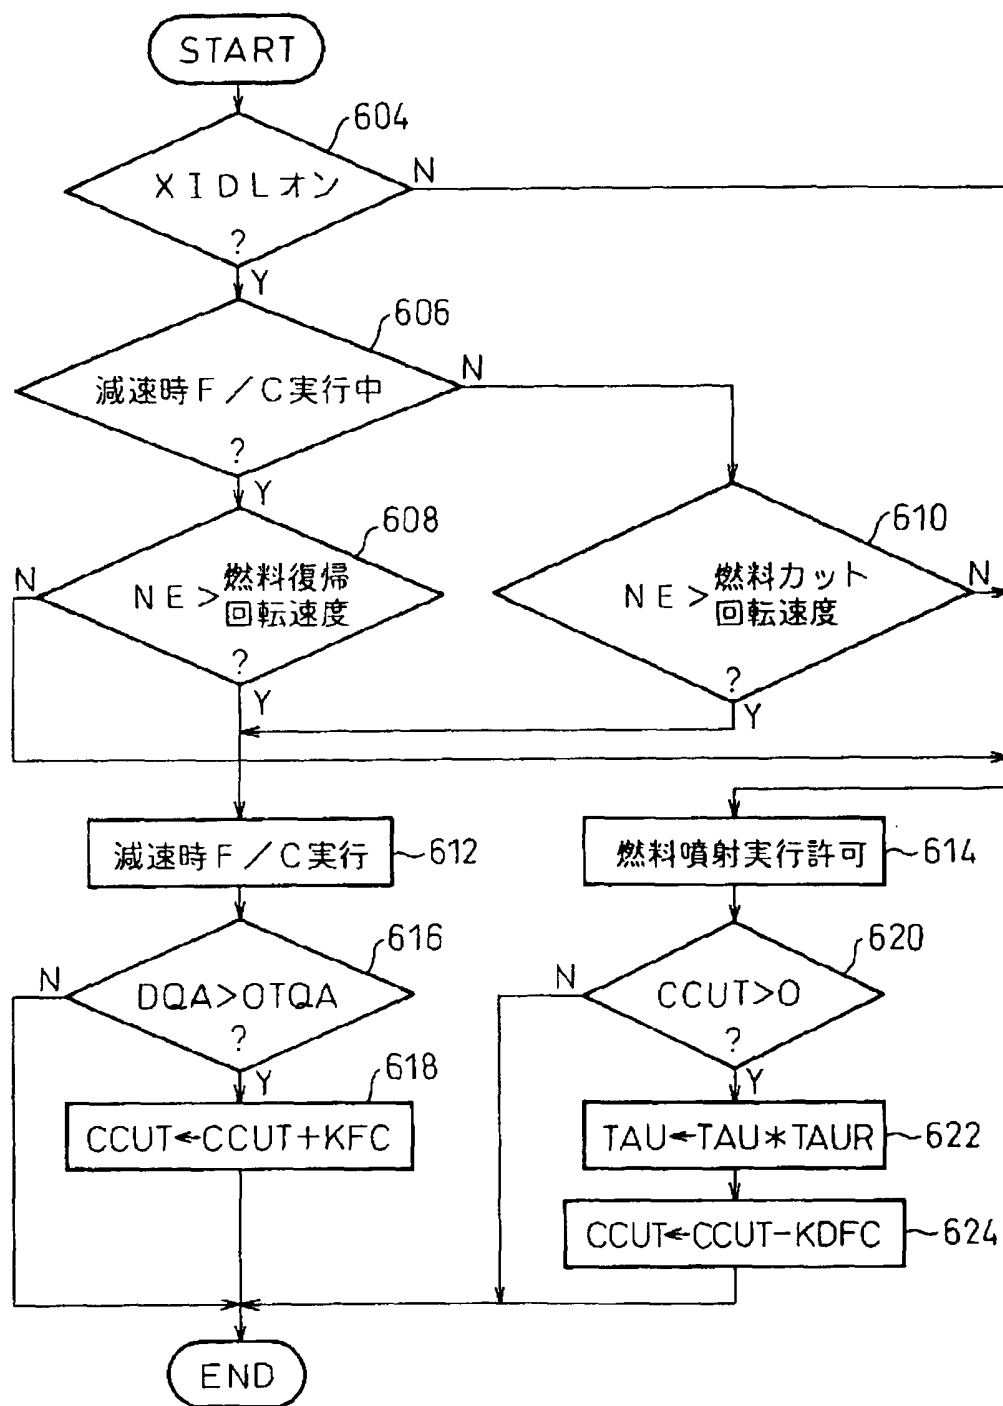 START
604
XIDLオン
?
N
Y
606
減速時F/C実行中
?
N
Y
608
NE>燃料復帰
回転速度
?
N
Y
610
NE>燃料カット
回転速度
?
N
Y
減速時F/C実行
612
燃料噴射実行許可
614
616
DQA>OTQA
?
N
Y
618
CCUT←CCUT+KFC
620
CCUT>0
?
N
Y
TAU←TAU*TAUR
622
CCUT←CCUT-KDFC
624
END